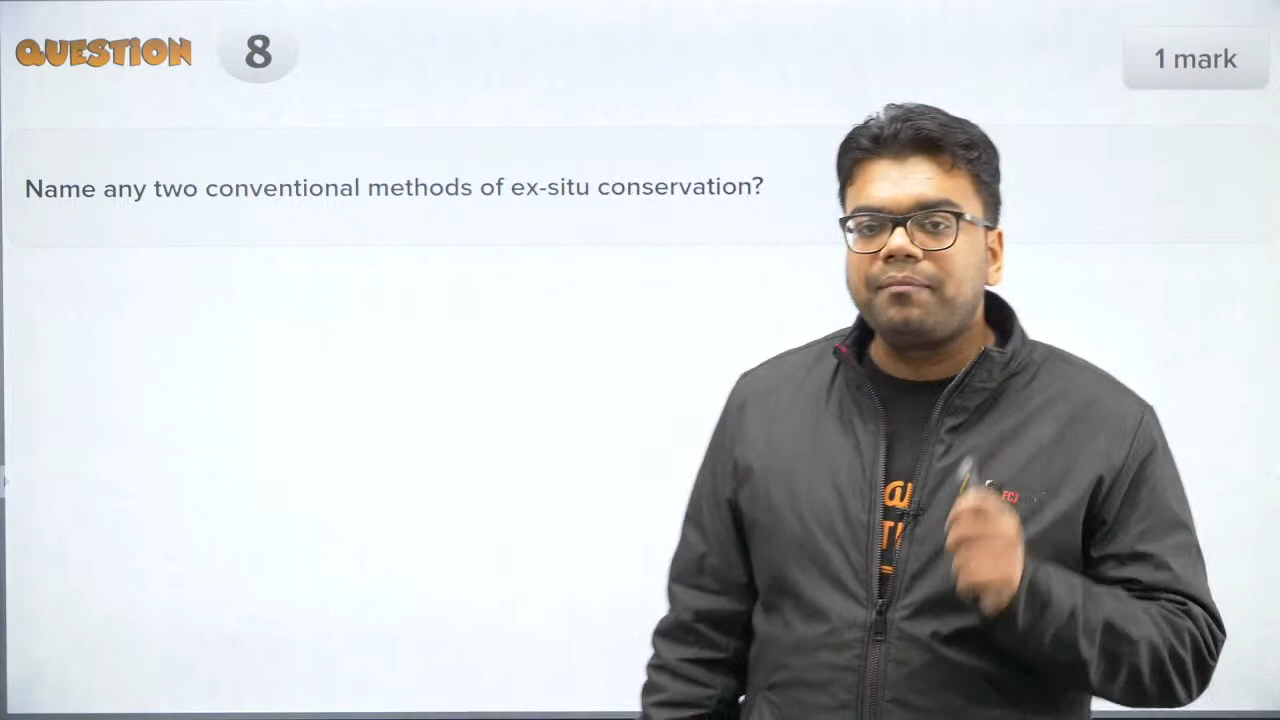 QUESTION 8
1 mark
Name any two conventional methods of ex-situ conservation?